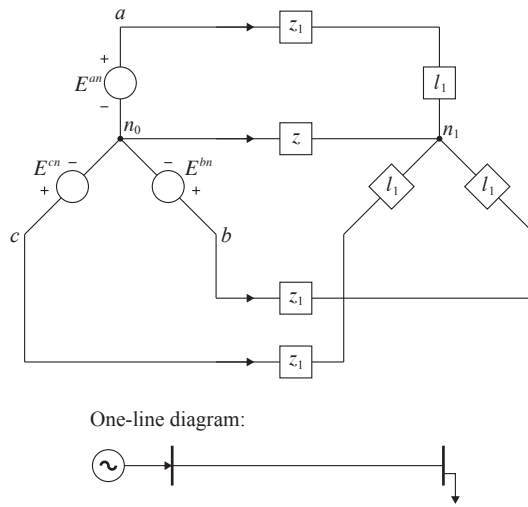 a
z₁
+
Eᵃⁿ
−
l₁
n₀
z
n₁
Eᶜⁿ − − Eᵇⁿ
+ +
l₁ l₁
c b
z₁
z₁
One-line diagram: